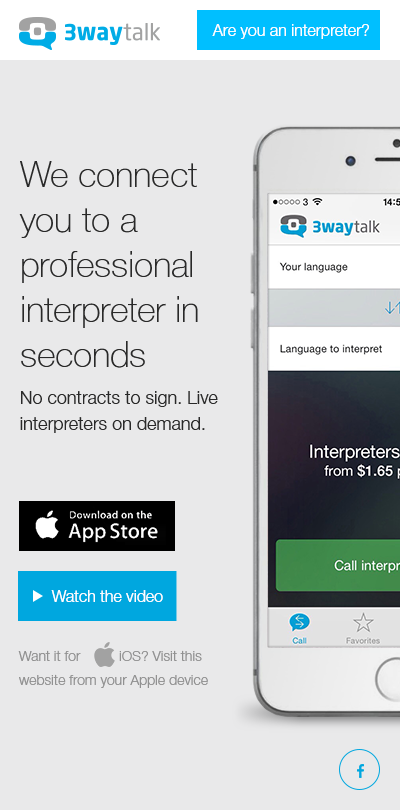 3waytalk
Are you an interpreter?
We connect
you to a
professional
interpreter in
seconds
No contracts to sign. Live
interpreters on demand.
Download on the
App Store
Watch the video
Want it for iOS? Visit this
website from your Apple device
3
14:5
3waytalk
Your language
Language to interpret
Interpreters
from $1.65 p
Call interpr
Call
Favorites
f